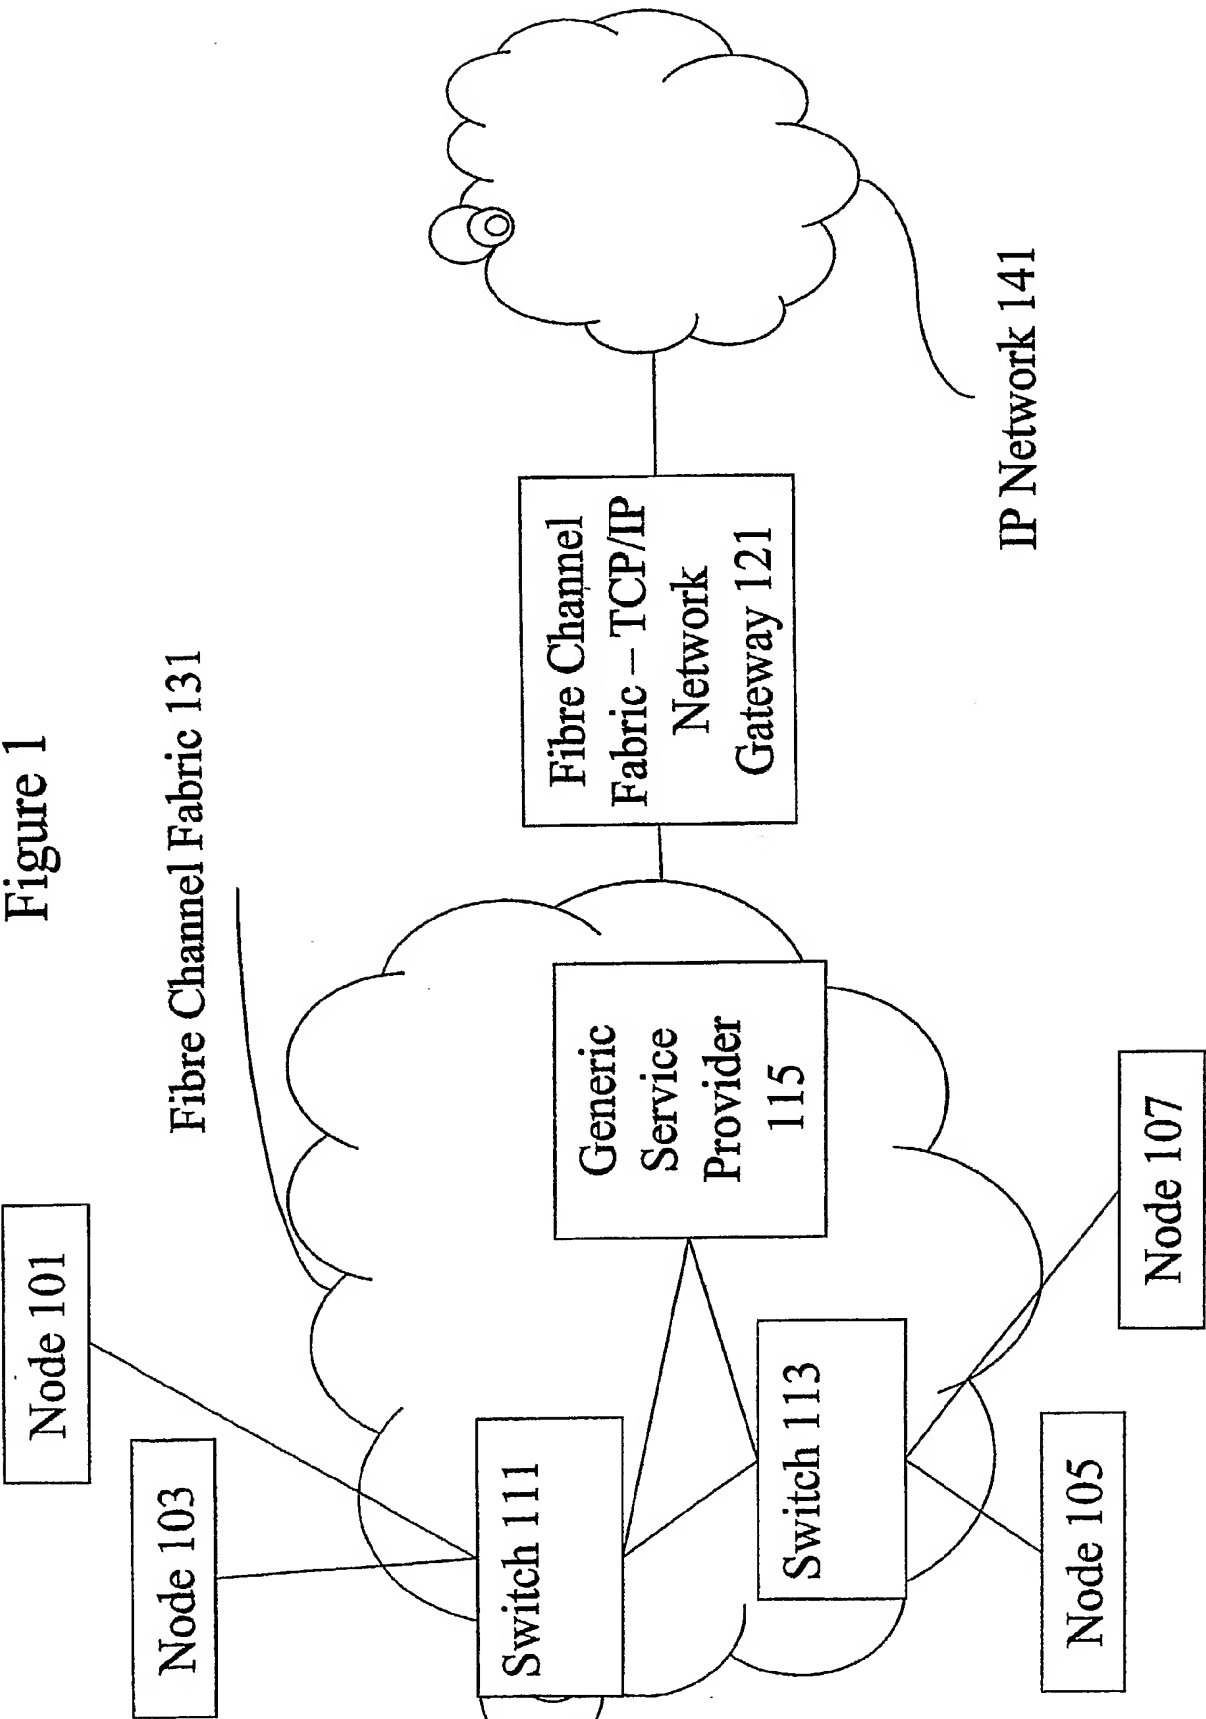 Figure 1
Fibre Channel Fabric 131
Node 101
Node 103
Switch 111
Switch 113
Generic
Service
Provider
115
Node 105
Node 107
Fibre Channel
Fabric – TCP/IP
Network
Gateway 121
IP Network 141